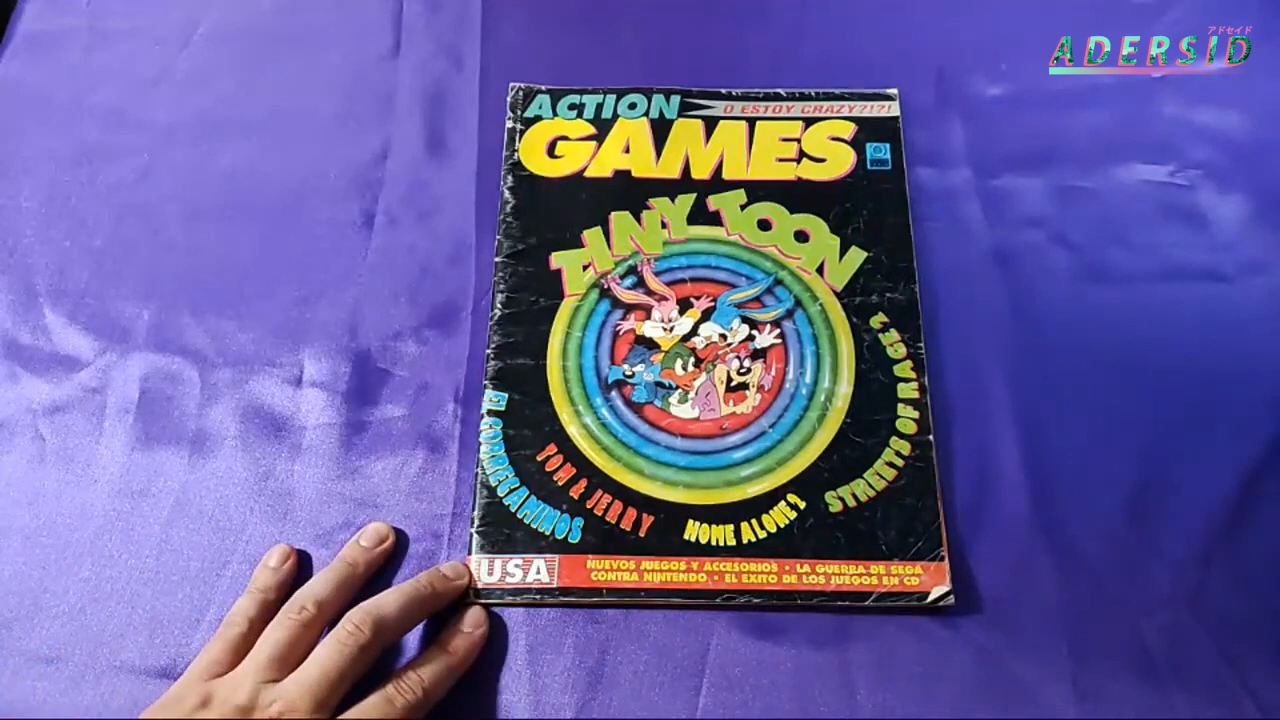 アドセイド
ADERSID
ACTION
O ESTOY CRAZY?!?!
GAMES
TINY TOON
EL CORRECAMINOS
TOM & JERRY
HOME ALONE 2
STREETS OF RAGE 2
USA
NUEVOS JUEGOS Y ACCESORIOS • LA GUERRA DE SEGA
CONTRA NINTENDO • EL EXITO DE LOS JUEGOS EN CD